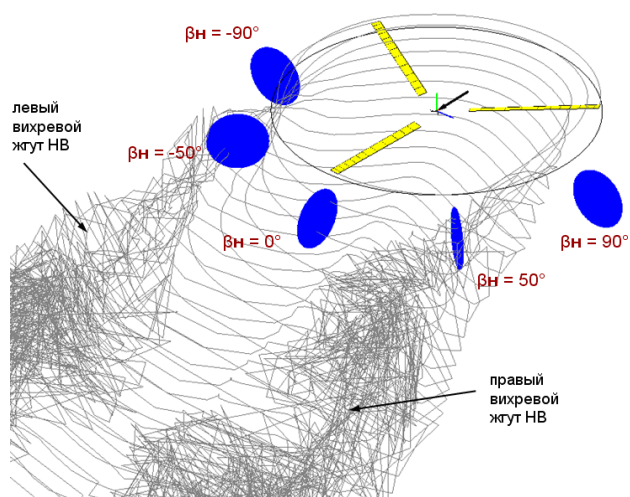 βн = -90°
левый
вихревой
жгут НВ
βн = -50°
βн = 0°
βн = 50°
βн = 90°
правый
вихревой
жгут НВ